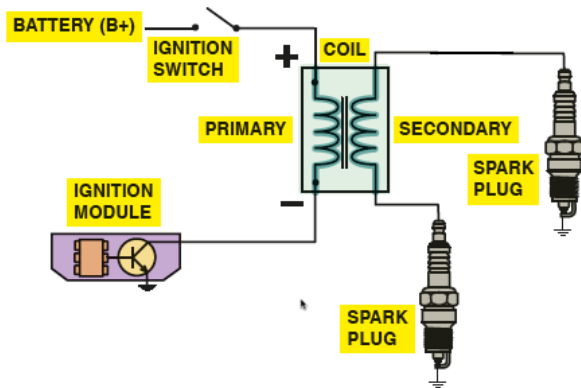 BATTERY (B+)
IGNITION
SWITCH
+
COIL
PRIMARY
SECONDARY
SPARK
PLUG
IGNITION
MODULE
−
SPARK
PLUG